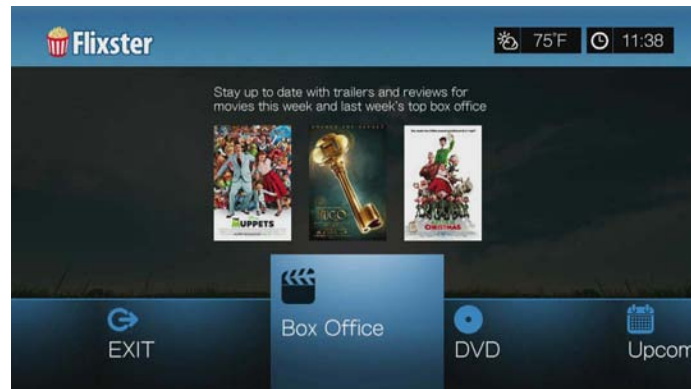 Flixster
75°F
11:38
Stay up to date with trailers and reviews for
movies this week and last week's top box office
THE
MUPPETS
HUGO
CHRISTMAS
EXIT
Box Office
DVD
Upcom